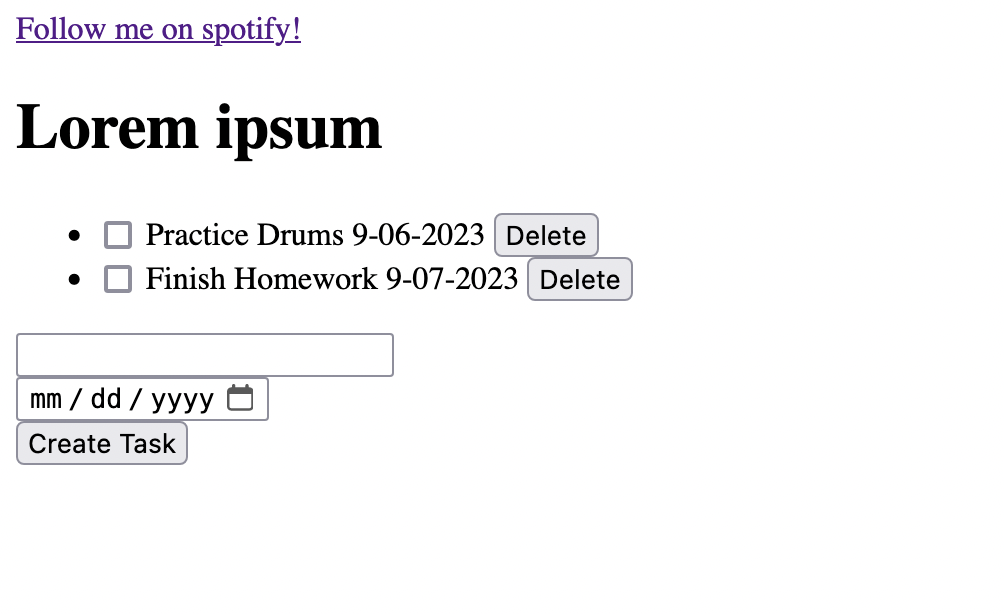 Follow me on spotify!
Lorem ipsum
Practice Drums 9-06-2023 Delete
Finish Homework 9-07-2023 Delete
mm / dd / yyyy
Create Task